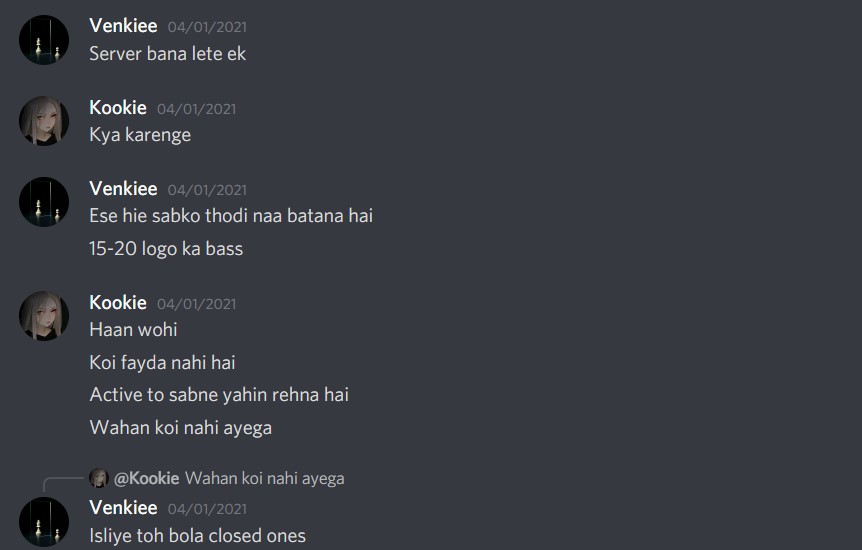 Venkiee 04/01/2021
Server bana lete ek
Kookie 04/01/2021
Kya karenge
Venkiee 04/01/2021
Ese hie sabko thodi naa batana hai
15-20 logo ka bass
Kookie 04/01/2021
Haan wohi
Koi fayda nahi hai
Active to sabne yahin rehna hai
Wahan koi nahi ayega
@Kookie Wahan koi nahi ayega
Venkiee 04/01/2021
Isliye toh bola closed ones